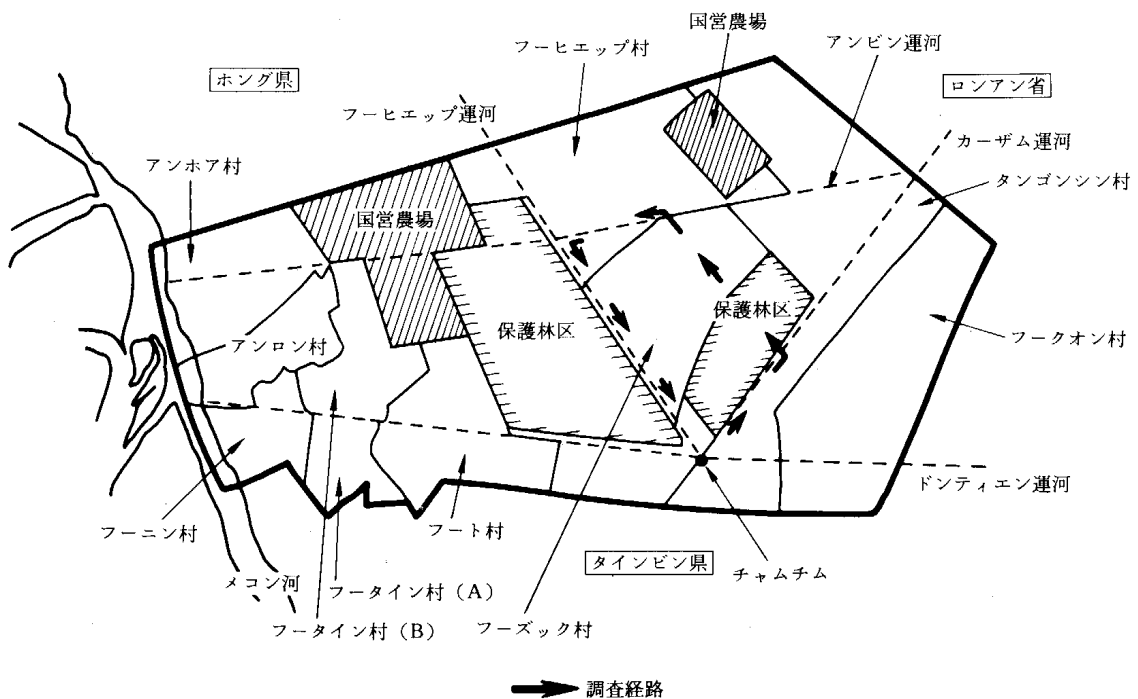 国営農場
フーヒエップ村
アンビン運河
ホング県
ロンアン省
フーヒエップ運河
カーザム運河
アンホア村
タンゴンシン村
国営農場
保護林区
保護林区
アンロン村
フークオン村
ドンティエン運河
フーニン村
フート村
タインビン県
チャムチム
メコン河
フータイン村（A）
フータイン村（B）
フーズック村
調査経路